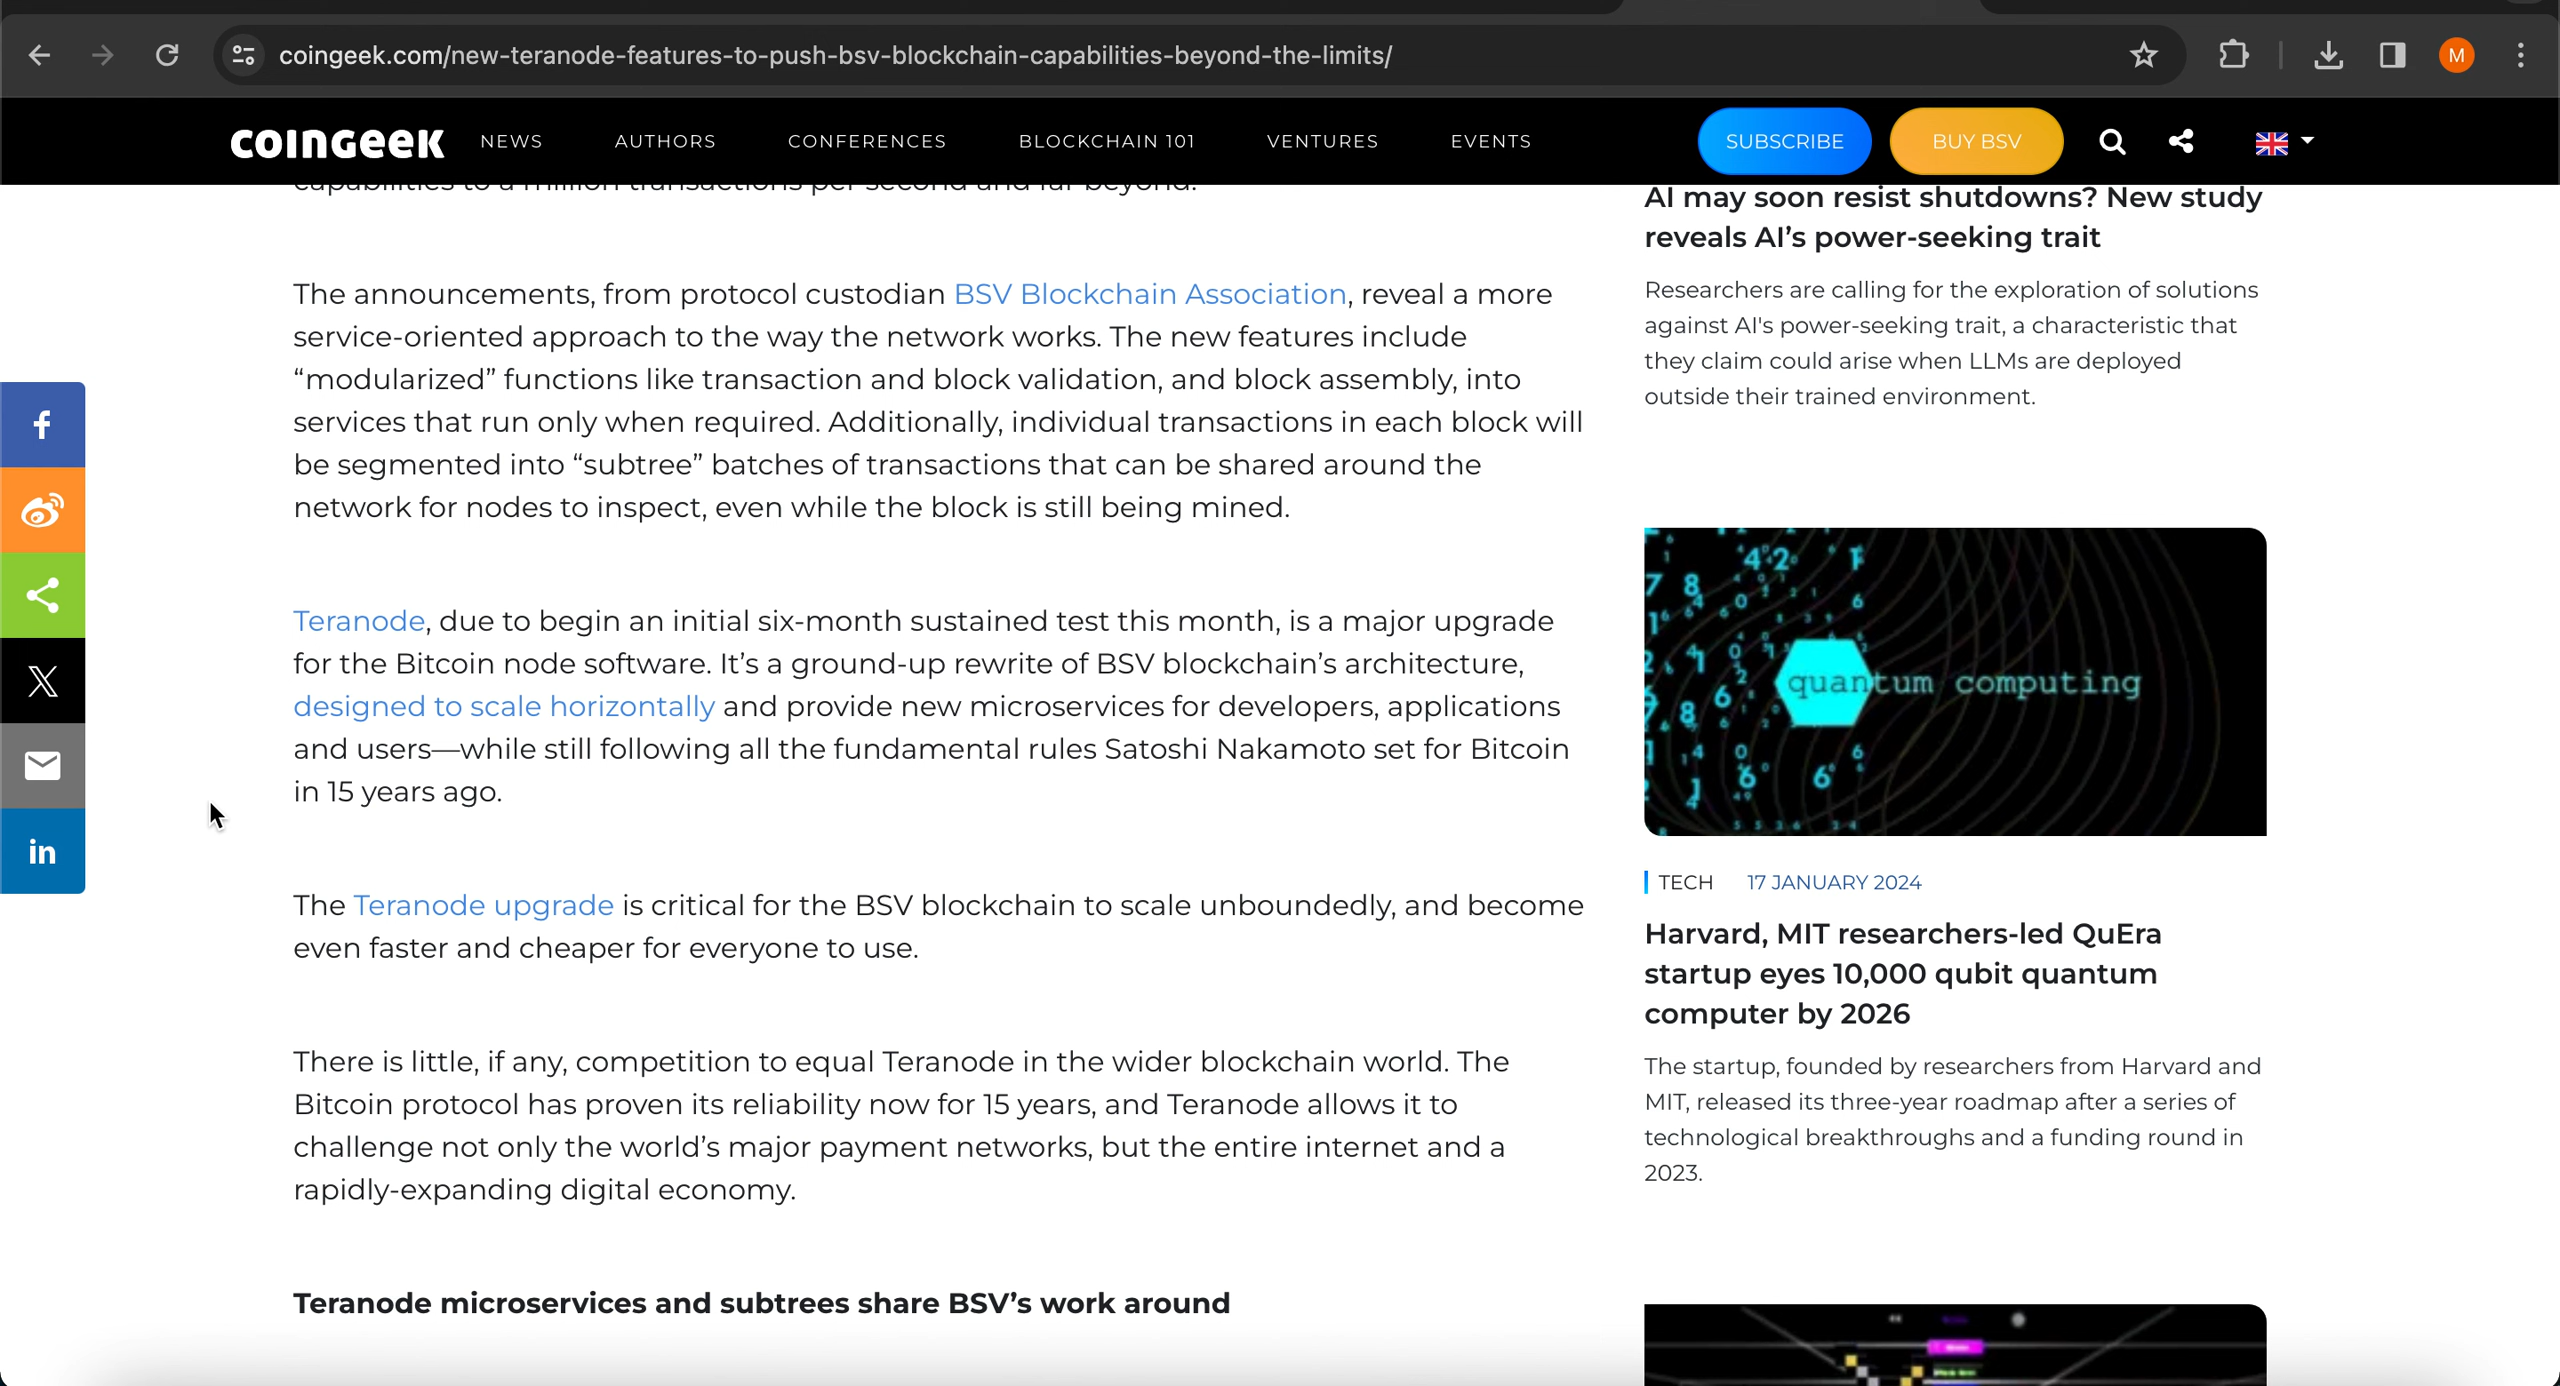 coingeek.com/new-teranode-features-to-push-bsv-blockchain-capabilities-beyond-the-limits/
M
COINGEEK
NEWS
AUTHORS
CONFERENCES
BLOCKCHAIN 101
VENTURES
EVENTS
SUBSCRIBE
BUY BSV
capabilities to a million transactions per second and far beyond.
The announcements, from protocol custodian BSV Blockchain Association, reveal a more
service-oriented approach to the way the network works. The new features include
“modularized” functions like transaction and block validation, and block assembly, into
services that run only when required. Additionally, individual transactions in each block will
be segmented into “subtree” batches of transactions that can be shared around the
network for nodes to inspect, even while the block is still being mined.
Teranode, due to begin an initial six-month sustained test this month, is a major upgrade
for the Bitcoin node software. It’s a ground-up rewrite of BSV blockchain’s architecture,
designed to scale horizontally and provide new microservices for developers, applications
and users—while still following all the fundamental rules Satoshi Nakamoto set for Bitcoin
in 15 years ago.
The Teranode upgrade is critical for the BSV blockchain to scale unboundedly, and become
even faster and cheaper for everyone to use.
There is little, if any, competition to equal Teranode in the wider blockchain world. The
Bitcoin protocol has proven its reliability now for 15 years, and Teranode allows it to
challenge not only the world’s major payment networks, but the entire internet and a
rapidly-expanding digital economy.
Teranode microservices and subtrees share BSV’s work around
AI may soon resist shutdowns? New study
reveals AI’s power-seeking trait
Researchers are calling for the exploration of solutions
against AI's power-seeking trait, a characteristic that
they claim could arise when LLMs are deployed
outside their trained environment.
quantum computing
TECH
17 JANUARY 2024
Harvard, MIT researchers-led QuEra
startup eyes 10,000 qubit quantum
computer by 2026
The startup, founded by researchers from Harvard and
MIT, released its three-year roadmap after a series of
technological breakthroughs and a funding round in
2023.